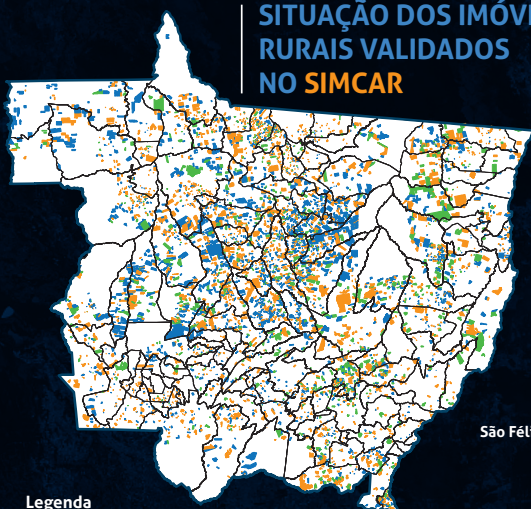 SITUAÇÃO DOS IMÓV
RURAIS VALIDADOS
NO SIMCAR
São Fél
Legenda